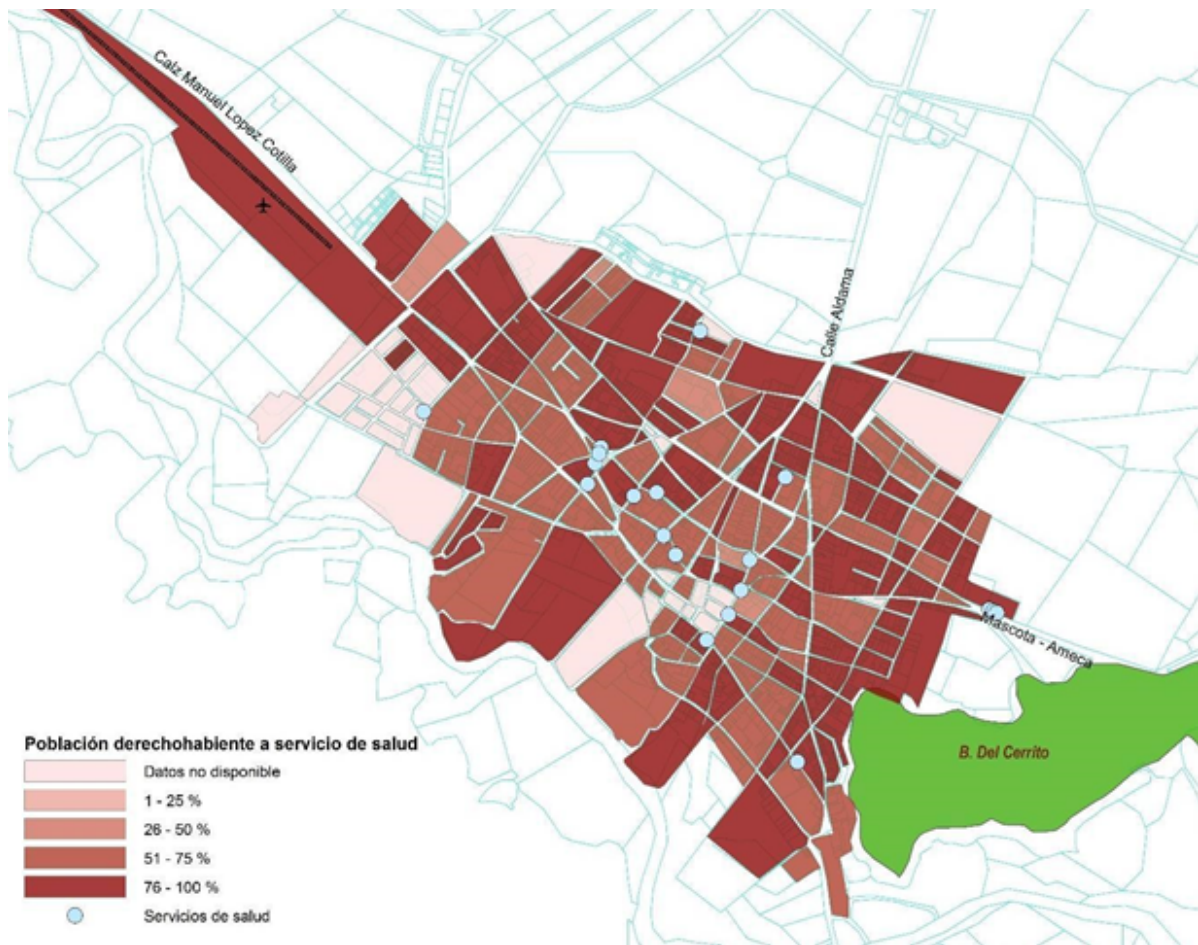 Calz Manuel Lopez Cotilla
Calle Aldama
Mascota - Ameca
B. Del Cerrito
Población derechohabiente a servicio de salud
Datos no disponible
1 - 25 %
26 - 50 %
51 - 75 %
76 - 100 %
Servicios de salud